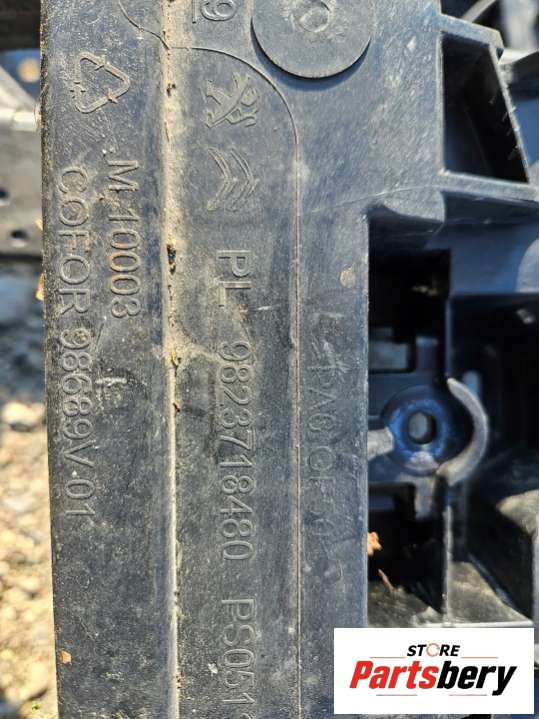 M-10003
COFOR 98689V-01
PL 9823718480 PS051
STORE
Partsbery